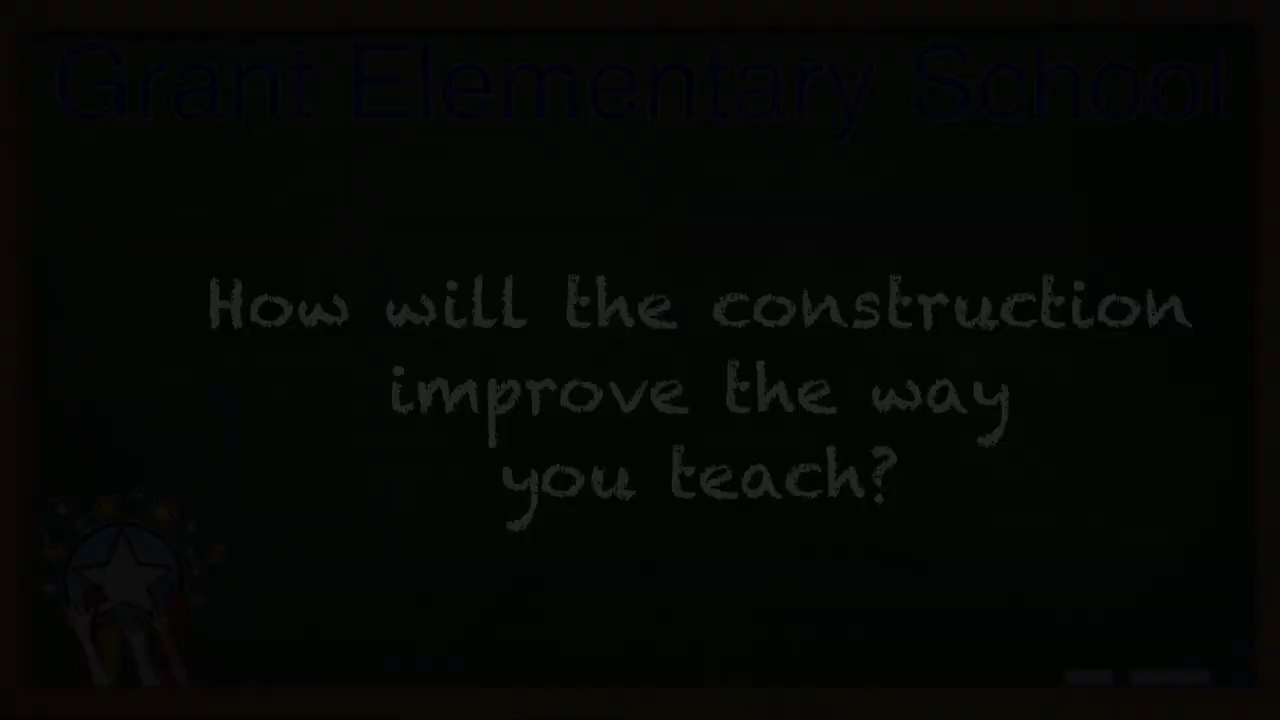 Grant Elementary School
How will the construction
improve the way
you teach?